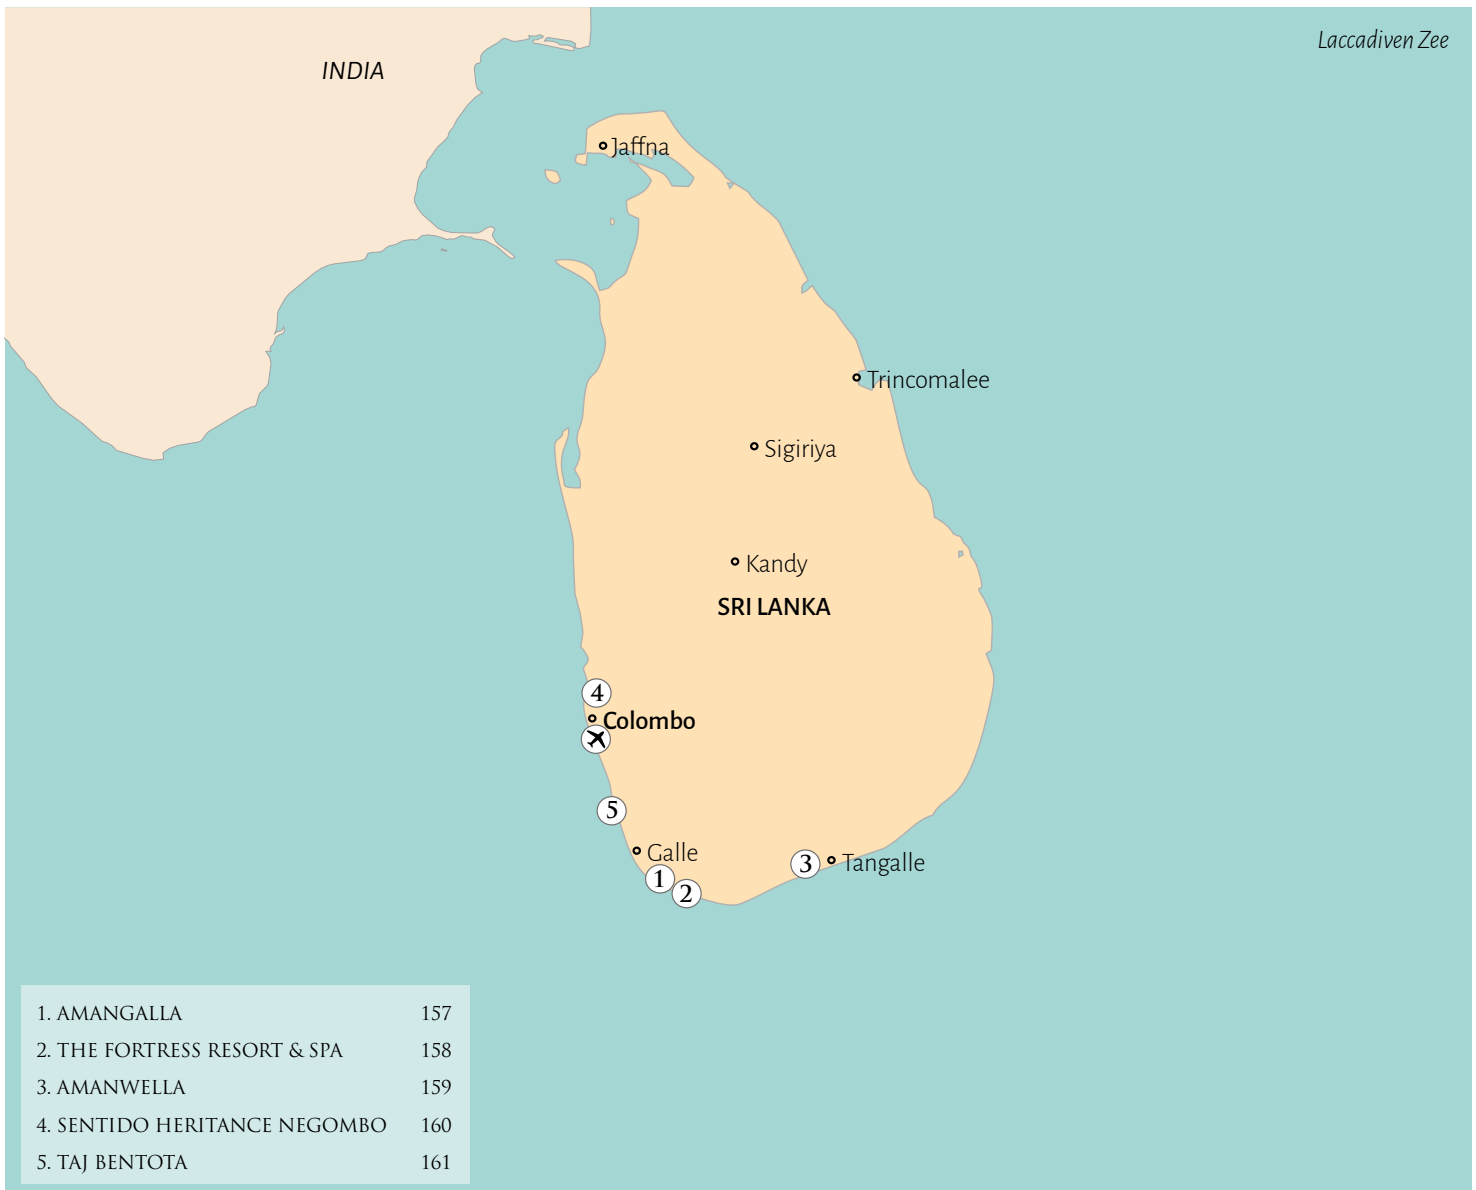 Laccadiven Zee
INDIA
Jaffna
Trincomalee
Sigiriya
Kandy
SRI LANKA
4
Colombo
5
Galle
1
2
3
Tangalle
1. AMANGALLA 157
2. THE FORTRESS RESORT & SPA 158
3. AMANWELLA 159
4. SENTIDO HERITANCE NEGOMBO 160
5. TAJ BENTOTA 161